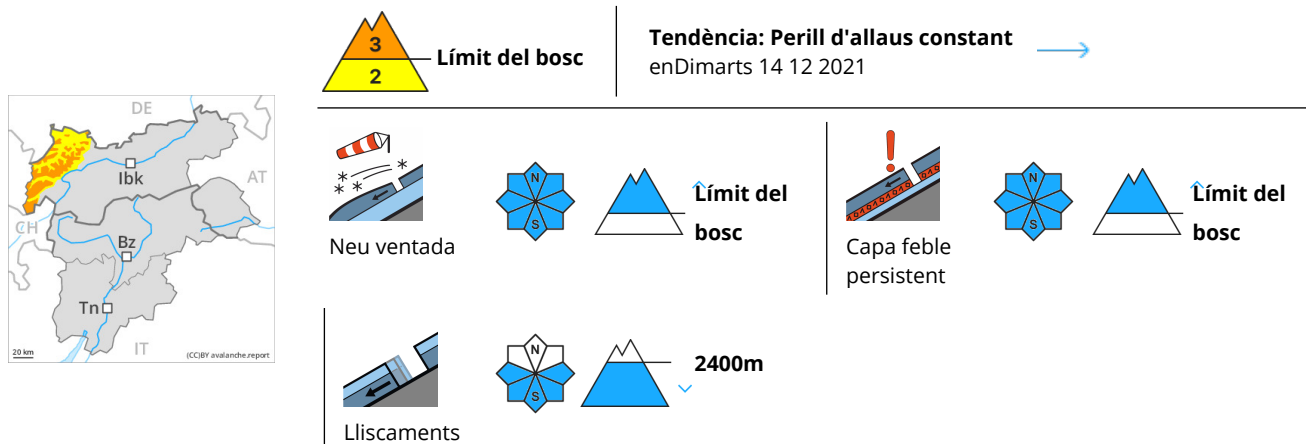 3
2
Límit del bosc
Tendència: Perill d'allaus constant
enDimarts 14 12 2021
DE
AT
CH
IT
Ibk
Bz
Tn
20 km
(CC)BY avalanche.report
N
S
Límit del
bosc
Neu ventada
N
S
Límit del
bosc
Capa feble
persistent
N
S
2400m
Lliscaments